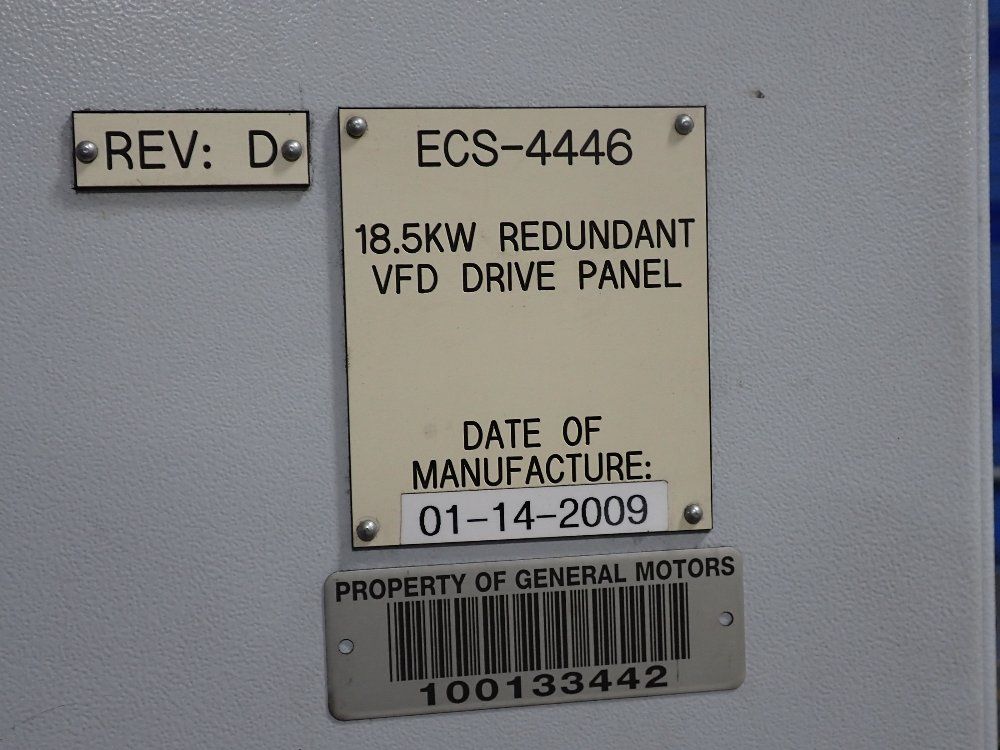 REV: D
ECS-4446
18.5KW REDUNDANT
VFD DRIVE PANEL
DATE OF
MANUFACTURE:
01-14-2009
PROPERTY OF GENERAL MOTORS
100133442